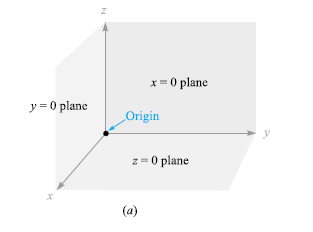 z
x = 0 plane
y = 0 plane
Origin
y
z = 0 plane
x
(a)